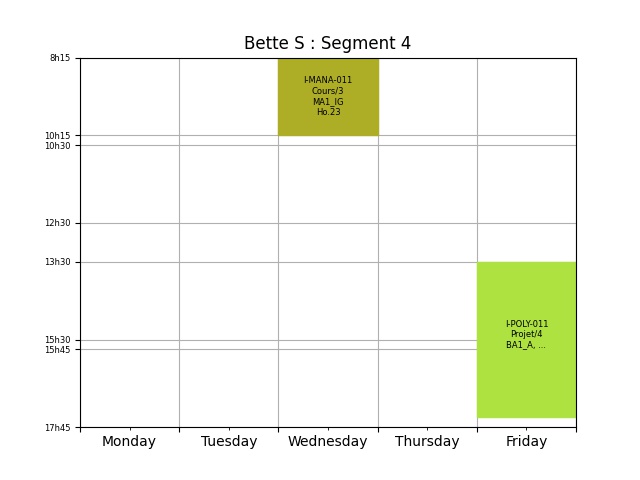 Bette S : Segment 4
8h15
I-MANA-011
Cours/3
MA1_IG
Ho.23
10h15
10h30
12h30
13h30
I-POLY-011
Projet/4
BA1_A, ...
15h30
15h45
17h45
Monday Tuesday Wednesday Thursday Friday